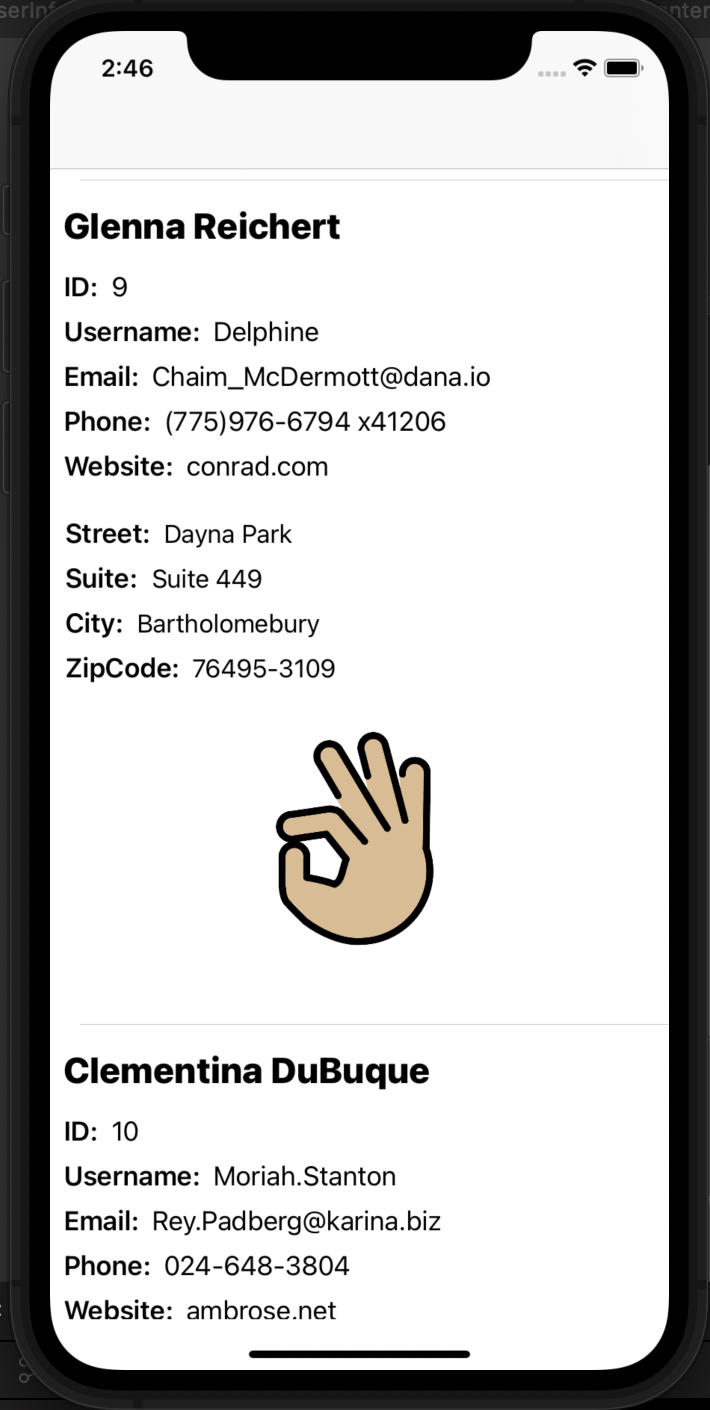 serInf
enter
2:46
Glenna Reichert
ID: 9
Username: Delphine
Email: Chaim_McDermott@dana.io
Phone: (775)976-6794 x41206
Website: conrad.com
Street: Dayna Park
Suite: Suite 449
City: Bartholomebury
ZipCode: 76495-3109
Clementina DuBuque
ID: 10
Username: Moriah.Stanton
Email: Rey.Padberg@karina.biz
Phone: 024-648-3804
Website: ambrose.net